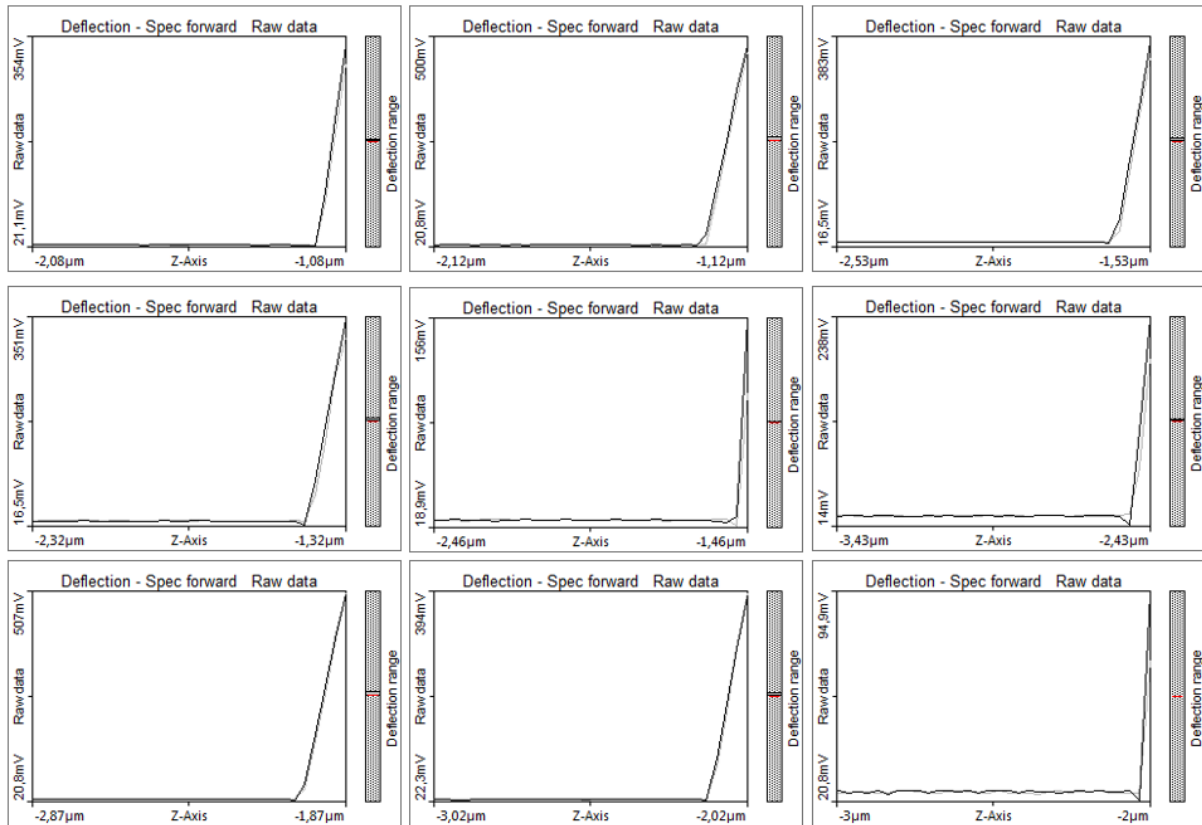 Deflection - Spec forward Raw data
354mV
Raw data
21,1mV
Deflection range
-2,08µm Z-Axis -1,08µm
Deflection - Spec forward Raw data
500mV
Raw data
20,8mV
Deflection range
-2,12µm Z-Axis -1,12µm
Deflection - Spec forward Raw data
383mV
Raw data
16,5mV
Deflection range
-2,53µm Z-Axis -1,53µm
Deflection - Spec forward Raw data
351mV
Raw data
16,5mV
Deflection range
-2,32µm Z-Axis -1,32µm
Deflection - Spec forward Raw data
156mV
Raw data
18,9mV
Deflection range
-2,46µm Z-Axis -1,46µm
Deflection - Spec forward Raw data
238mV
Raw data
14mV
Deflection range
-3,43µm Z-Axis -2,43µm
Deflection - Spec forward Raw data
507mV
Raw data
20,8mV
Deflection range
-2,87µm Z-Axis -1,87µm
Deflection - Spec forward Raw data
394mV
Raw data
22,3mV
Deflection range
-3,02µm Z-Axis -2,02µm
Deflection - Spec forward Raw data
94,9mV
Raw data
20,8mV
Deflection range
-3µm Z-Axis -2µm